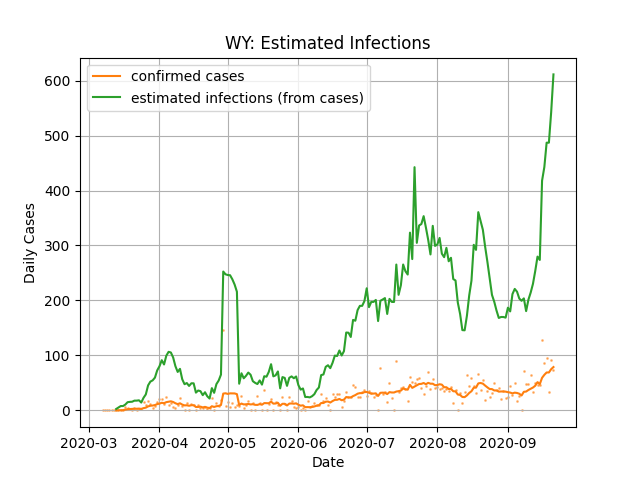 WY: Estimated Infections
confirmed cases
estimated infections (from cases)
600
500
400
300
200
100
0
Daily Cases
2020-03 2020-04 2020-05 2020-06 2020-07 2020-08 2020-09
Date